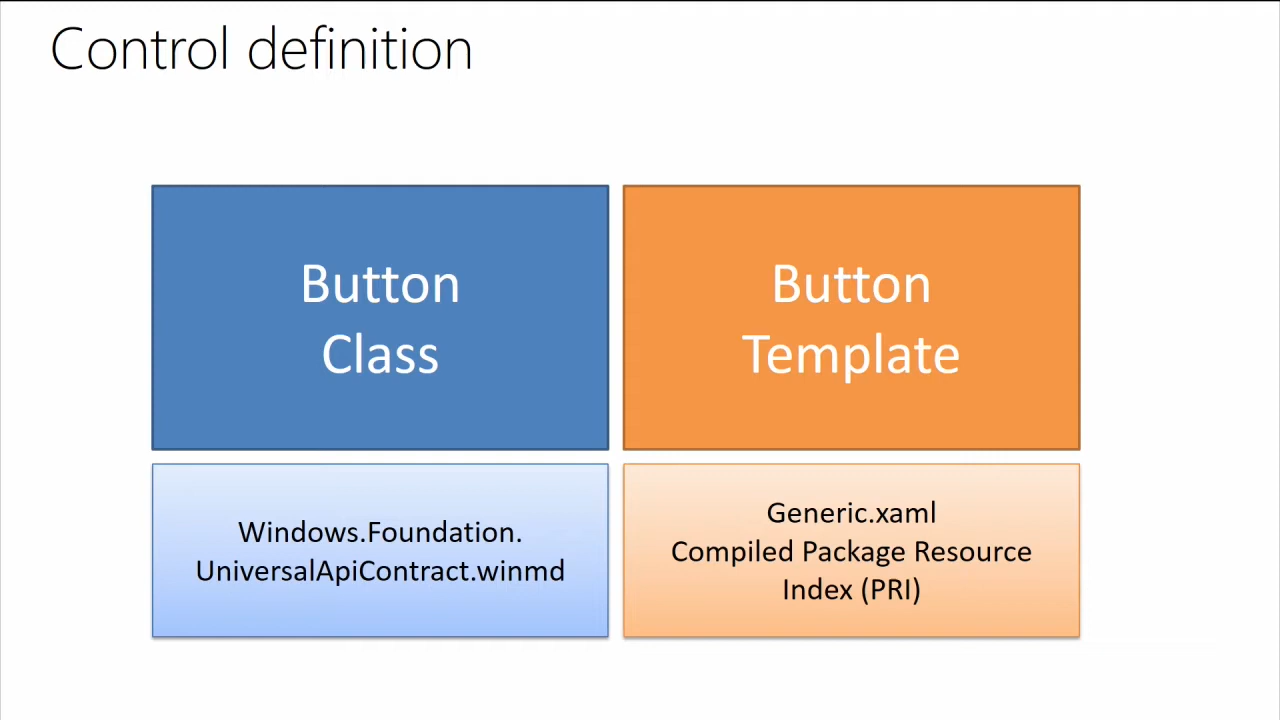 Control definition
Button
Class
Button
Template
Windows.Foundation.
UniversalApiContract.winmd
Generic.xaml
Compiled Package Resource
Index (PRI)